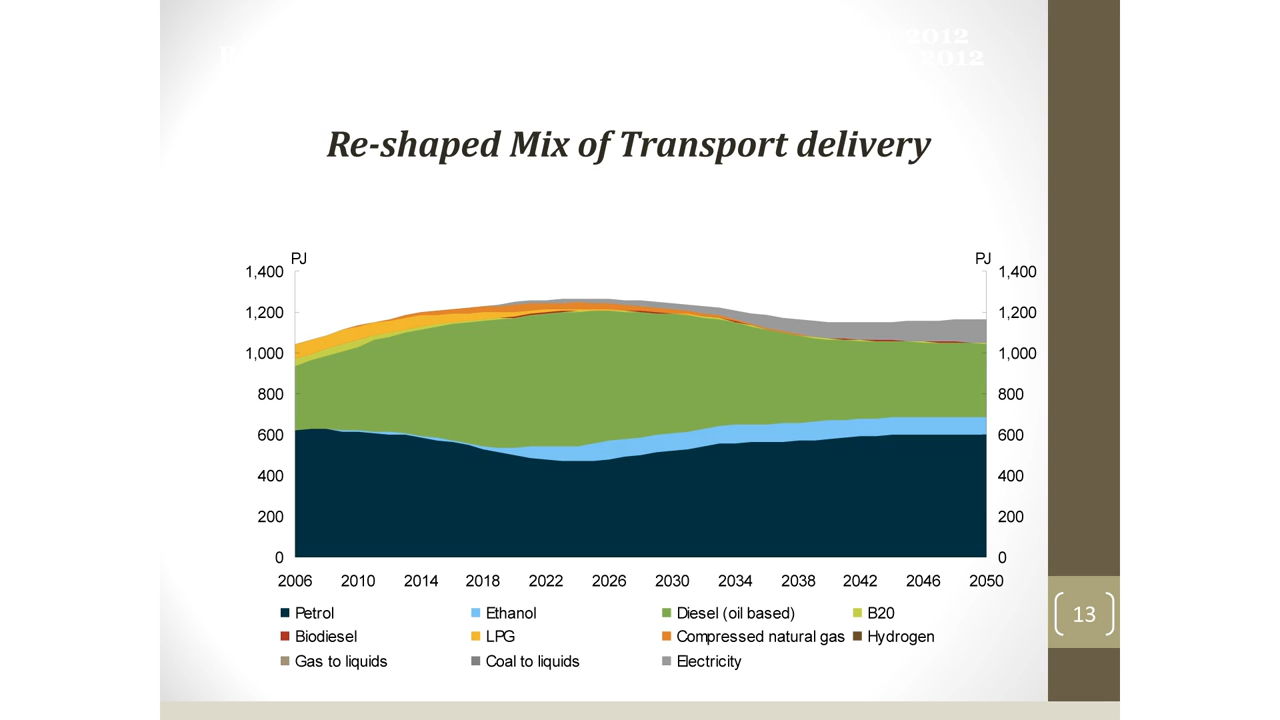 2012
2012
Re-shaped Mix of Transport delivery
PJ PJ
1,400 1,400
1,200 1,200
1,000 1,000
800 800
600 600
400 400
200 200
0 0
2006 2010 2014 2018 2022 2026 2030 2034 2038 2042 2046 2050
Petrol Ethanol Diesel (oil based) B20
Biodiesel LPG Compressed natural gas Hydrogen
Gas to liquids Coal to liquids Electricity
13